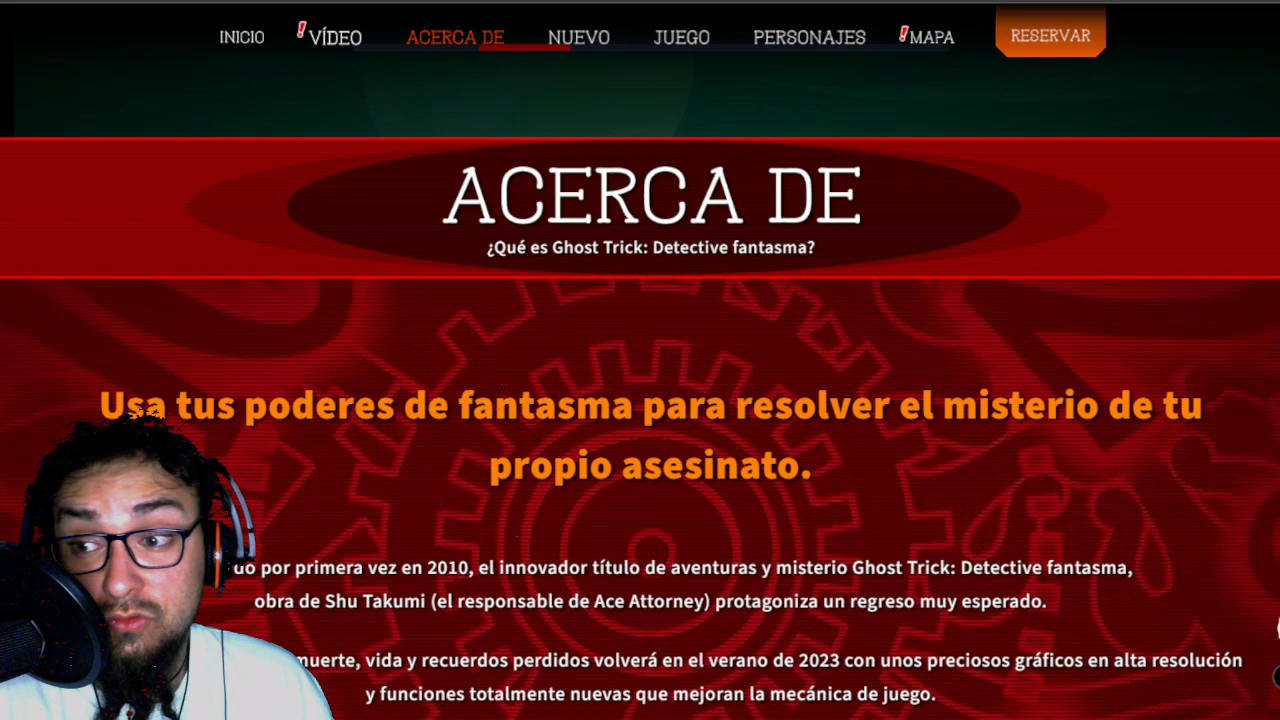 INICIO
VÍDEO
ACERCA DE
NUEVO
JUEGO
PERSONAJES
MAPA
RESERVAR
ACERCA DE
¿Qué es Ghost Trick: Detective fantasma?
Usa tus poderes de fantasma para resolver el misterio de tu
propio asesinato.
por primera vez en 2010, el innovador título de aventuras y misterio Ghost Trick: Detective fantasma,
obra de Shu Takumi (el responsable de Ace Attorney) protagoniza un regreso muy esperado.
muerte, vida y recuerdos perdidos volverá en el verano de 2023 con unos preciosos gráficos en alta resolución
y funciones totalmente nuevas que mejoran la mecánica de juego.